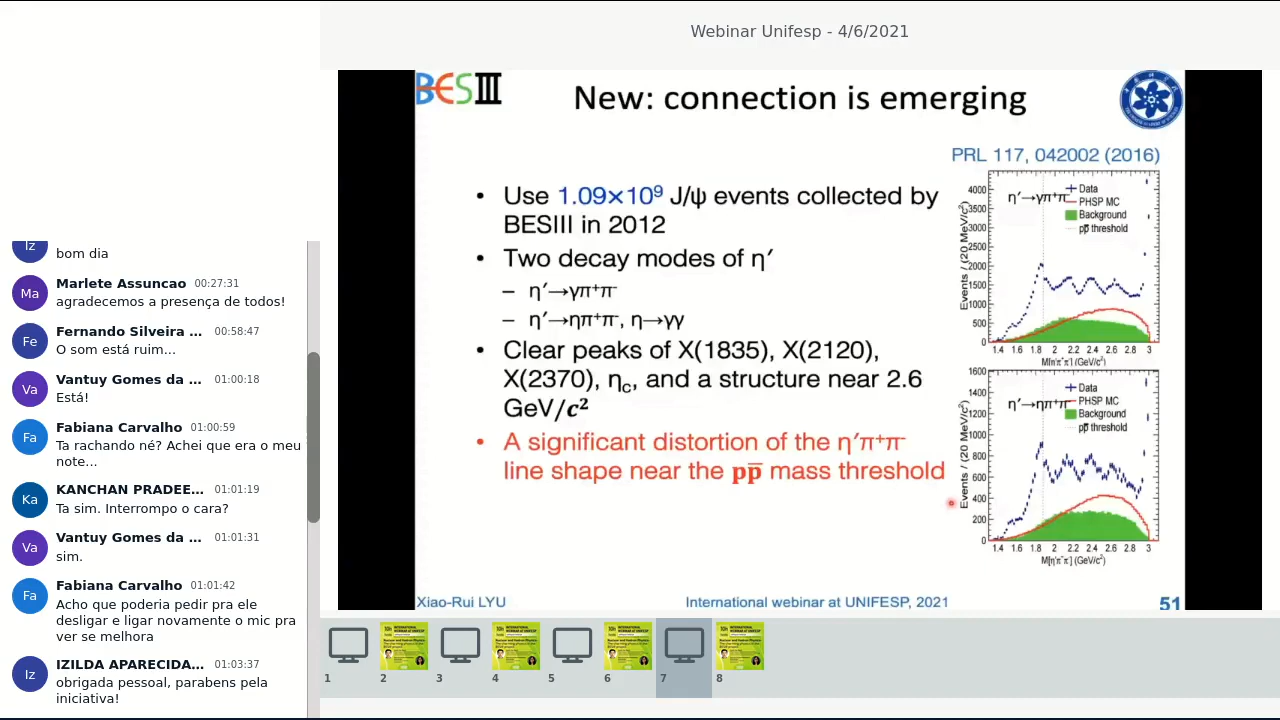 Webinar Unifesp - 4/6/2021
Iz
bom dia
Ma
Marlete Assuncao 00:27:31
agradecemos a presença de todos!
Fe
Fernando Silveira ... 00:58:47
O som está ruim...
Va
Vantuy Gomes da ... 01:00:18
Está!
Fa
Fabiana Carvalho 01:00:59
Ta rachando né? Achei que era o meu
note...
Ka
KANCHAN PRADEE... 01:01:19
Ta sim. Interrompo o cara?
Va
Vantuy Gomes da ... 01:01:31
sim.
Fa
Fabiana Carvalho 01:01:42
Acho que poderia pedir pra ele
desligar e ligar novamente o mic pra
ver se melhora
Iz
IZILDA APARECIDA... 01:03:37
obrigada pessoal, parabens pela
iniciativa!
BESIII
New: connection is emerging
PRL 117, 042002 (2016)
• Use 1.09×10⁹ J/ψ events collected by
BESIII in 2012
• Two decay modes of η′
– η′→γπ⁺π⁻
– η′→ηπ⁺π⁻, η→γγ
• Clear peaks of X(1835), X(2120),
X(2370), ηc, and a structure near 2.6
GeV/c²
• A significant distortion of the η′π⁺π⁻
line shape near the pp̅ mass threshold
η′→γπ⁺π⁻
Data
PHSP MC
Background
pp̅ threshold
Events / (20 MeV/c²)
4000
3500
3000
2500
2000
1500
1000
500
0
1.4 1.6 1.8 2 2.2 2.4 2.6 2.8 3
M[η′π⁺π⁻] (GeV/c²)
η′→ηπ⁺π⁻
Data
PHSP MC
Background
pp̅ threshold
Events / (20 MeV/c²)
1600
1400
1200
1000
800
600
400
200
0
1.4 1.6 1.8 2 2.2 2.4 2.6 2.8 3
M[η′π⁺π⁻] (GeV/c²)
Xiao-Rui LYU
International webinar at UNIFESP, 2021
51
1 2 3 4 5 6 7 8